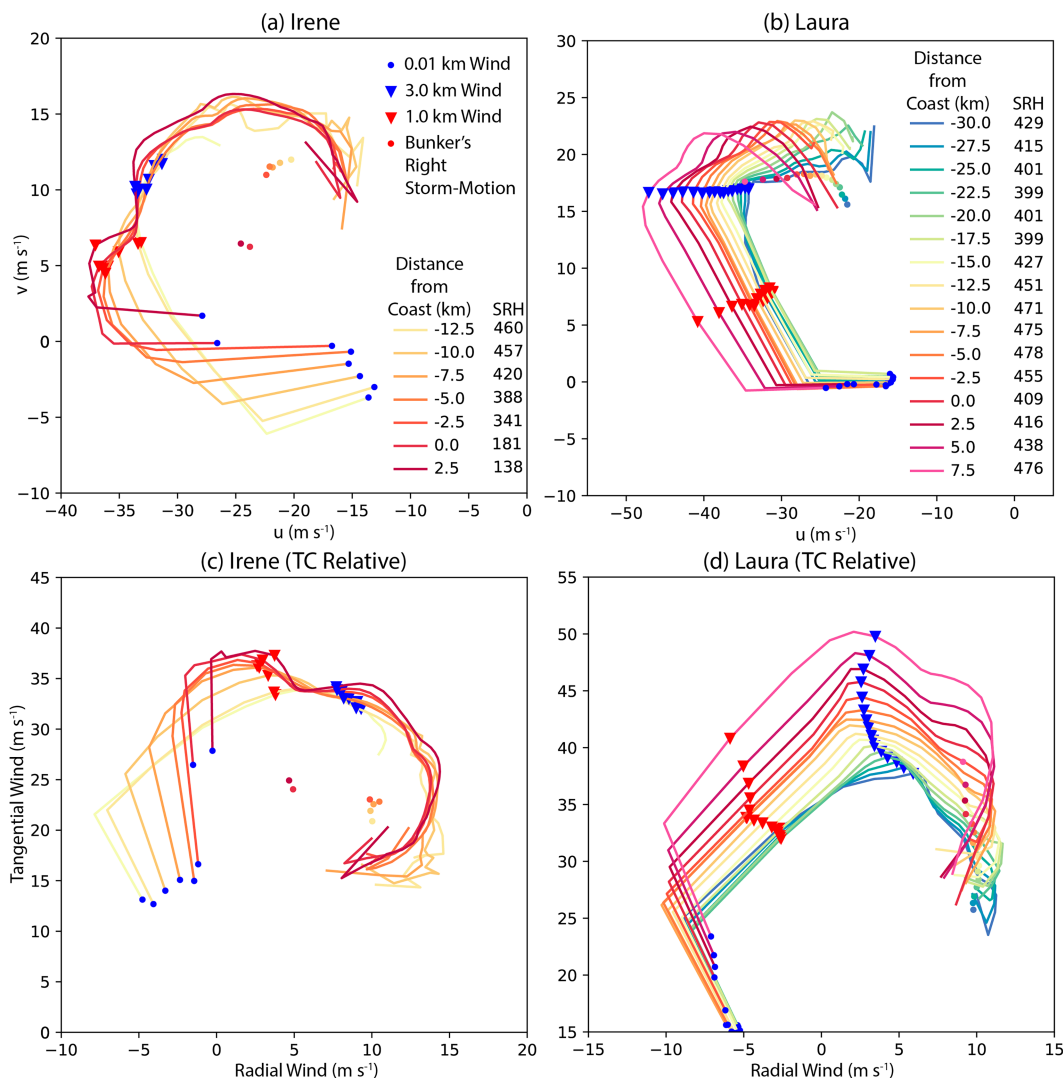 (a) Irene
20
15
10
5
0
−5
−10
v (m s⁻¹)
−40 −35 −30 −25 −20 −15 −10
u (m s⁻¹)
0.01 km Wind
3.0 km Wind
1.0 km Wind
Bunker's
Right
Storm-Motion
Distance
from
Coast (km) SRH
-12.5 460
-10.0 457
-7.5 420
-5.0 388
-2.5 341
0.0 181
2.5 138
(b) Laura
30
25
20
15
10
5
0
−5
−10
−50 −40 −30 −20 −10 0
u (m s⁻¹)
Distance
from
Coast (km) SRH
-30.0 429
-27.5 415
-25.0 401
-22.5 399
-20.0 401
-17.5 399
-15.0 427
-12.5 451
-10.0 471
-7.5 475
-5.0 478
-2.5 455
0.0 409
2.5 416
5.0 438
7.5 476
(c) Irene (TC Relative)
45
40
35
30
25
20
15
10
5
0
Tangential Wind (m s⁻¹)
−10 −5 0 5 10 15 20
Radial Wind (m s⁻¹)
(d) Laura (TC Relative)
55
50
45
40
35
30
25
20
15
−15 −10 −5 0 5 10 15
Radial Wind (m s⁻¹)